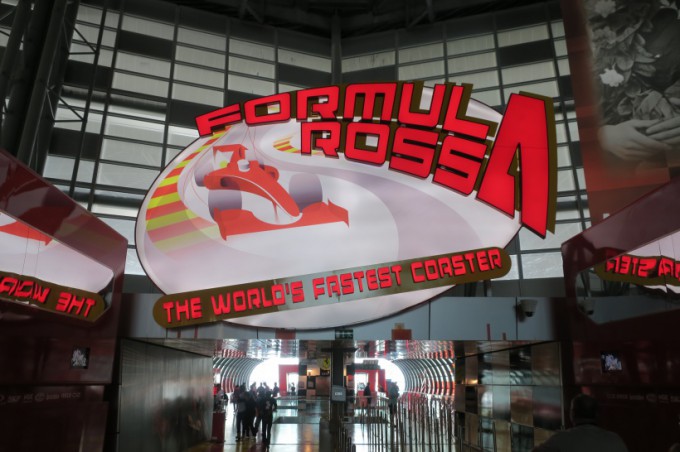 FORMULA
ROSSA
THE WORLD'S FASTEST COASTER